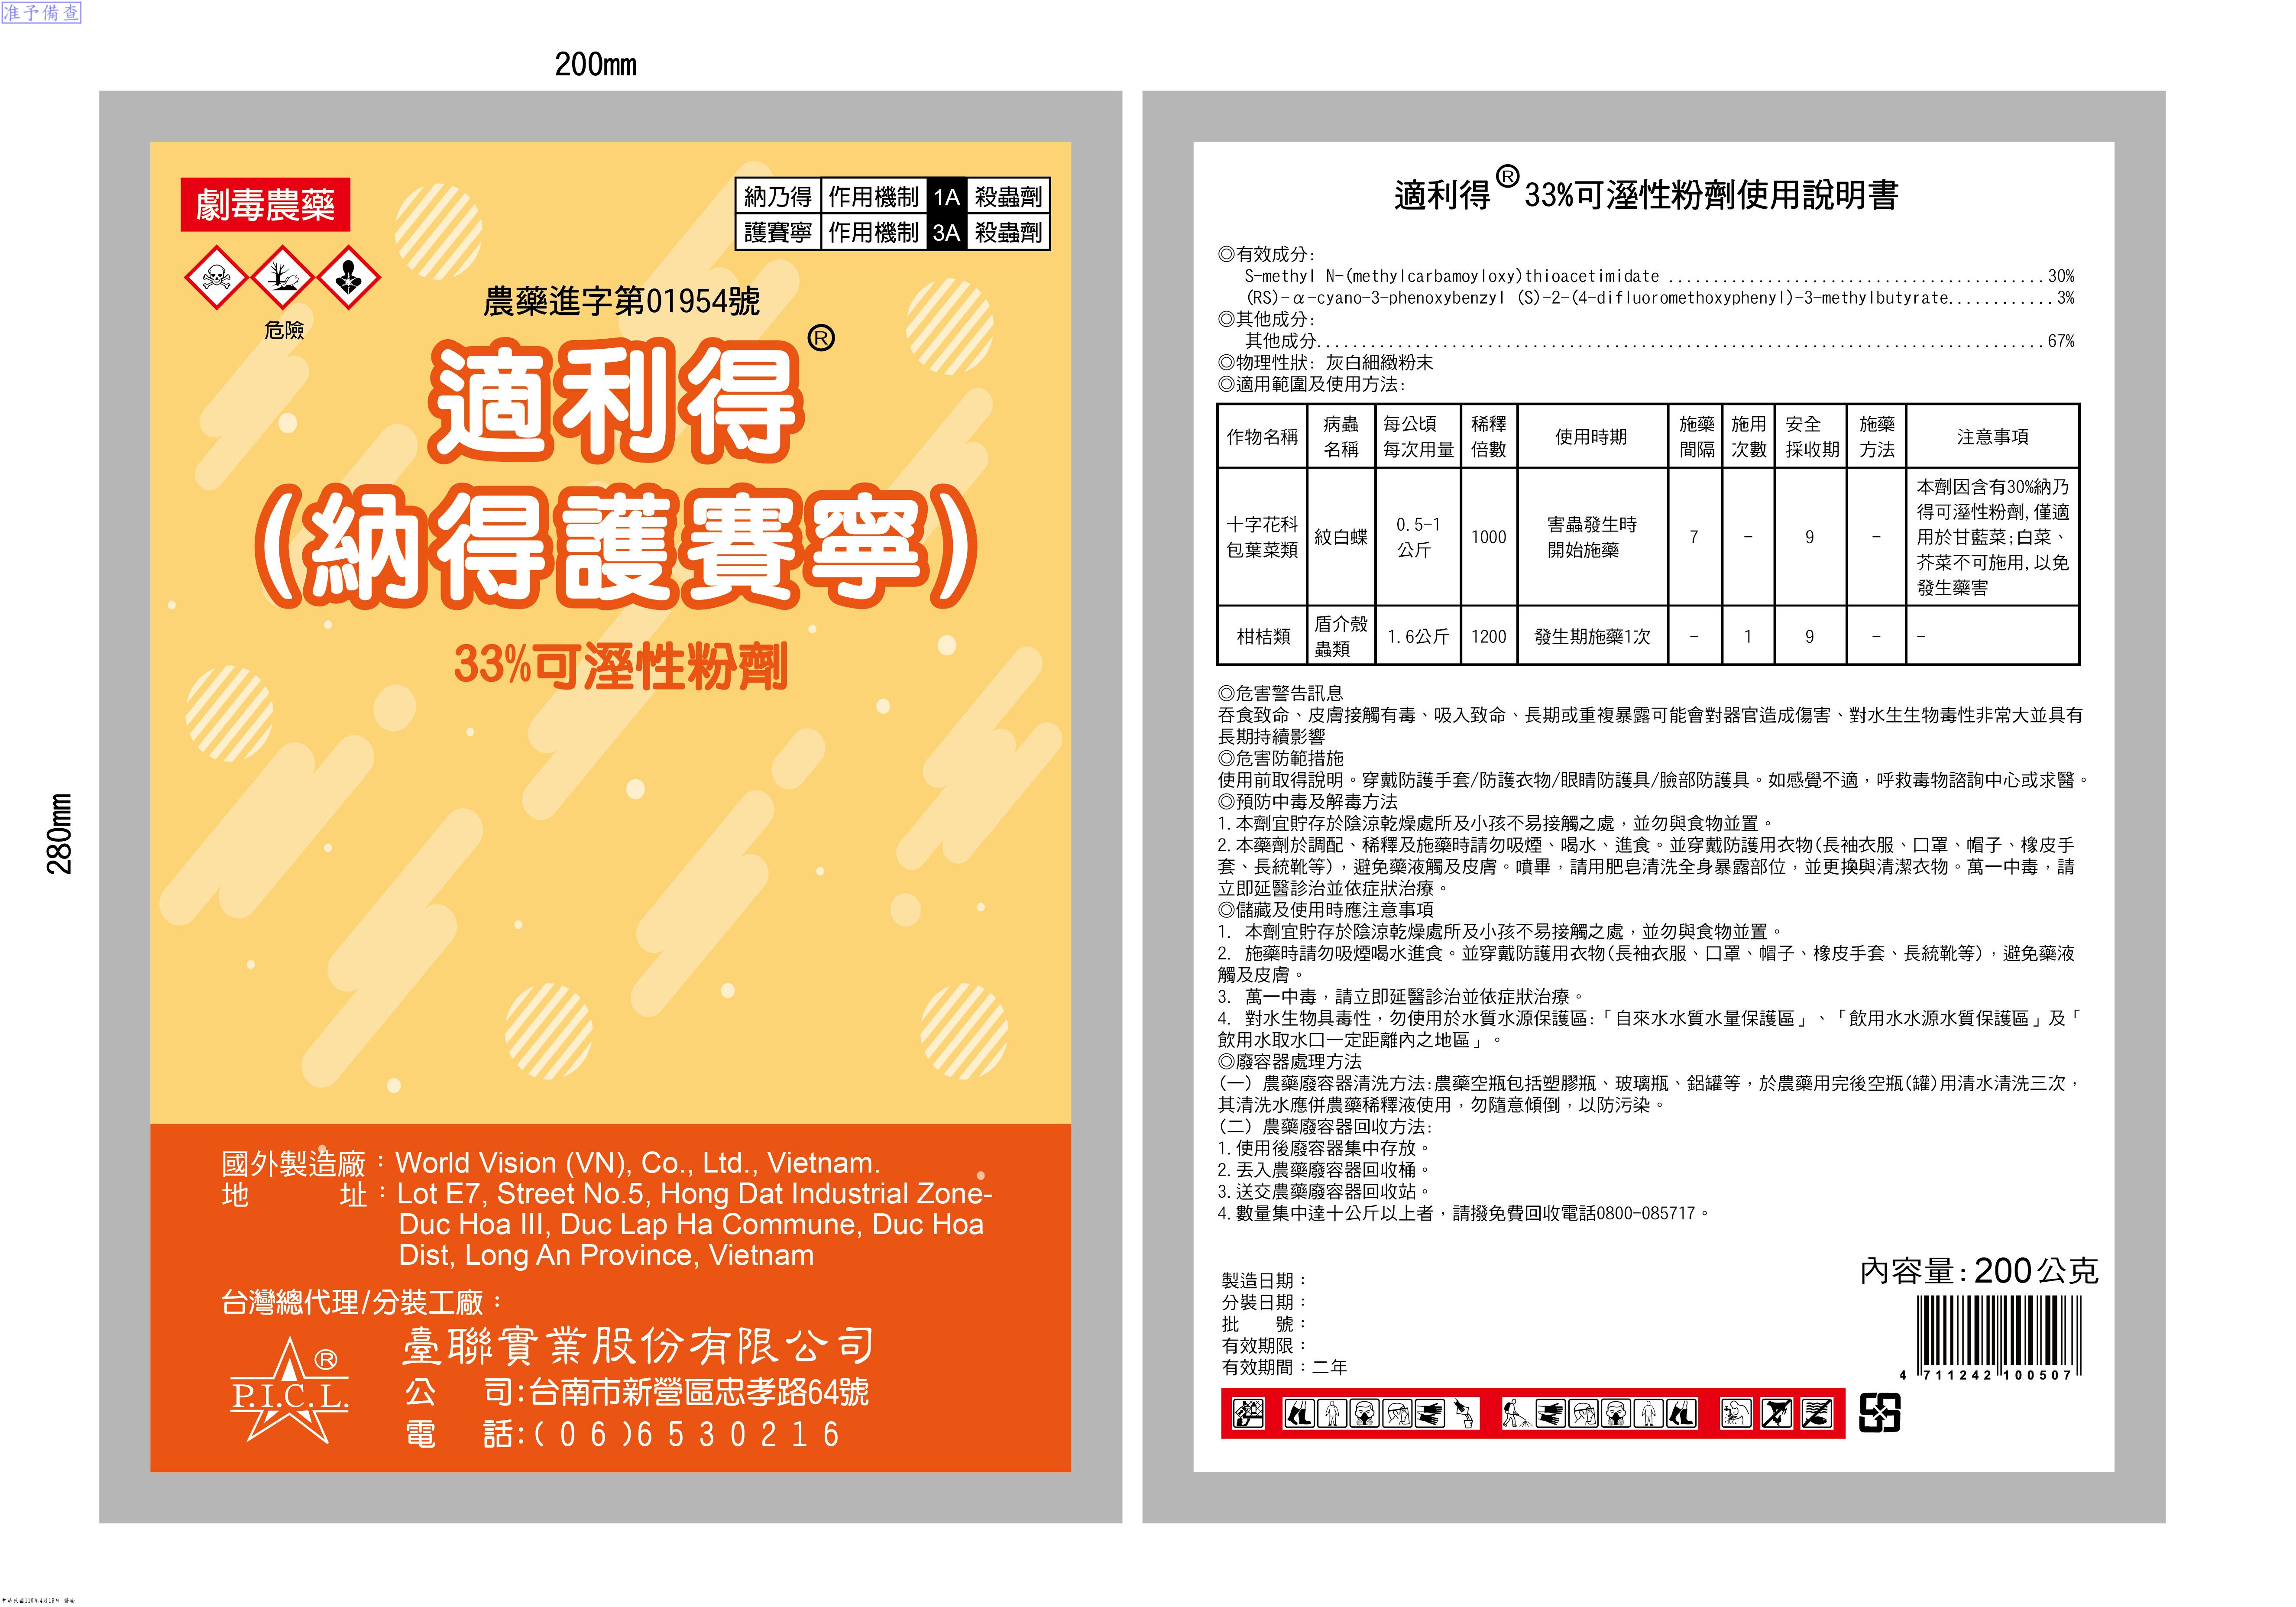 准予備查
200mm
280mm
劇毒農藥
危險
納乃得 作用機制 1A 殺蟲劑
護賽寧 作用機制 3A 殺蟲劑
農藥進字第01954號
適利得®
(納得護賽寧)
33%可溼性粉劑
國外製造廠：World Vision (VN), Co., Ltd., Vietnam.
地 址：Lot E7, Street No.5, Hong Dat Industrial Zone-
Duc Hoa III, Duc Lap Ha Commune, Duc Hoa
Dist, Long An Province, Vietnam
台灣總代理/分裝工廠：
P.I.C.L.®
臺聯實業股份有限公司
公 司:台南市新營區忠孝路64號
電 話:(06)6530216
適利得®33%可溼性粉劑使用說明書
◎有效成分:
S-methyl N-(methylcarbamoyloxy)thioacetimidate ..........................................30%
(RS)-α-cyano-3-phenoxybenzyl (S)-2-(4-difluoromethoxyphenyl)-3-methylbutyrate............3%
◎其他成分:
其他成分.................................................................................67%
◎物理性狀: 灰白細緻粉末
◎適用範圍及使用方法:
作物名稱 病蟲名稱 每公頃每次用量 稀釋倍數 使用時期 施藥間隔 施用次數 安全採收期 施藥方法 注意事項
十字花科包葉菜類 紋白蝶 0.5-1公斤 1000 害蟲發生時開始施藥 7 - 9 - 本劑因含有30%納乃得可溼性粉劑,僅適用於甘藍菜;白菜、芥菜不可施用,以免發生藥害
柑桔類 盾介殼蟲類 1.6公斤 1200 發生期施藥1次 - 1 9 - -
◎危害警告訊息
吞食致命、皮膚接觸有毒、吸入致命、長期或重複暴露可能會對器官造成傷害、對水生生物毒性非常大並具有
長期持續影響
◎危害防範措施
使用前取得說明。穿戴防護手套/防護衣物/眼睛防護具/臉部防護具。如感覺不適，呼救毒物諮詢中心或求醫。
◎預防中毒及解毒方法
1.本劑宜貯存於陰涼乾燥處所及小孩不易接觸之處，並勿與食物並置。
2.本藥劑於調配、稀釋及施藥時請勿吸煙、喝水、進食。並穿戴防護用衣物(長袖衣服、口罩、帽子、橡皮手
套、長統靴等)，避免藥液觸及皮膚。噴畢，請用肥皂清洗全身暴露部位，並更換與清潔衣物。萬一中毒，請
立即延醫診治並依症狀治療。
◎儲藏及使用時應注意事項
1. 本劑宜貯存於陰涼乾燥處所及小孩不易接觸之處，並勿與食物並置。
2. 施藥時請勿吸煙喝水進食。並穿戴防護用衣物(長袖衣服、口罩、帽子、橡皮手套、長統靴等)，避免藥液
觸及皮膚。
3. 萬一中毒，請立即延醫診治並依症狀治療。
4. 對水生物具毒性，勿使用於水質水源保護區:「自來水水質水量保護區」、「飲用水水源水質保護區」及「
飲用水取水口一定距離內之地區」。
◎廢容器處理方法
(一) 農藥廢容器清洗方法:農藥空瓶包括塑膠瓶、玻璃瓶、鋁罐等，於農藥用完後空瓶(罐)用清水清洗三次，
其清洗水應併農藥稀釋液使用，勿隨意傾倒，以防污染。
(二) 農藥廢容器回收方法:
1.使用後廢容器集中存放。
2.丟入農藥廢容器回收桶。
3.送交農藥廢容器回收站。
4.數量集中達十公斤以上者，請撥免費回收電話0800-085717。
製造日期：
分裝日期：
批 號：
有效期限：
有效期間：二年
內容量:200公克
4 711242 100507